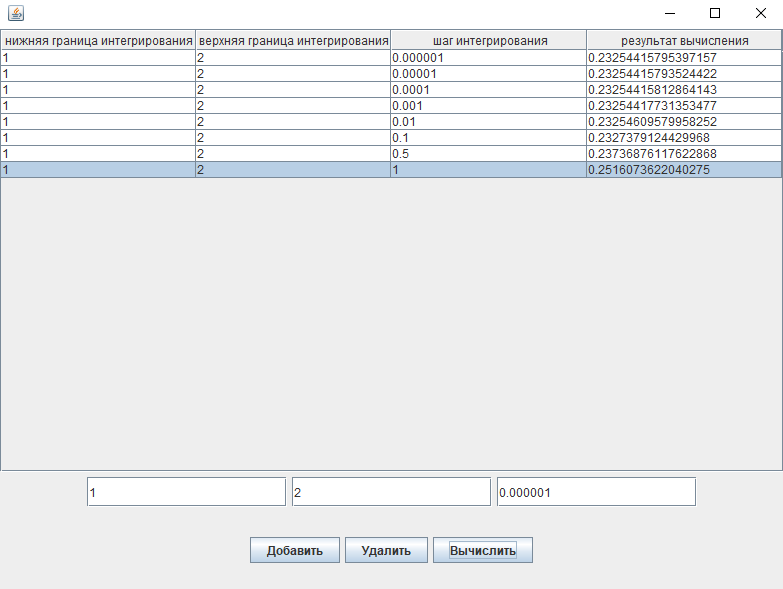 нижняя граница интегрирования верхняя граница интегрирования шаг интегрирования результат вычисления
1 2 0.000001 0.23254415795397157
1 2 0.00001 0.23254415793524422
1 2 0.0001 0.23254415812864143
1 2 0.001 0.23254417731353477
1 2 0.01 0.23254609579958252
1 2 0.1 0.2327379124429968
1 2 0.5 0.23736876117622868
1 2 1 0.2516073622040275
1 2 0.000001
Добавить Удалить Вычислить